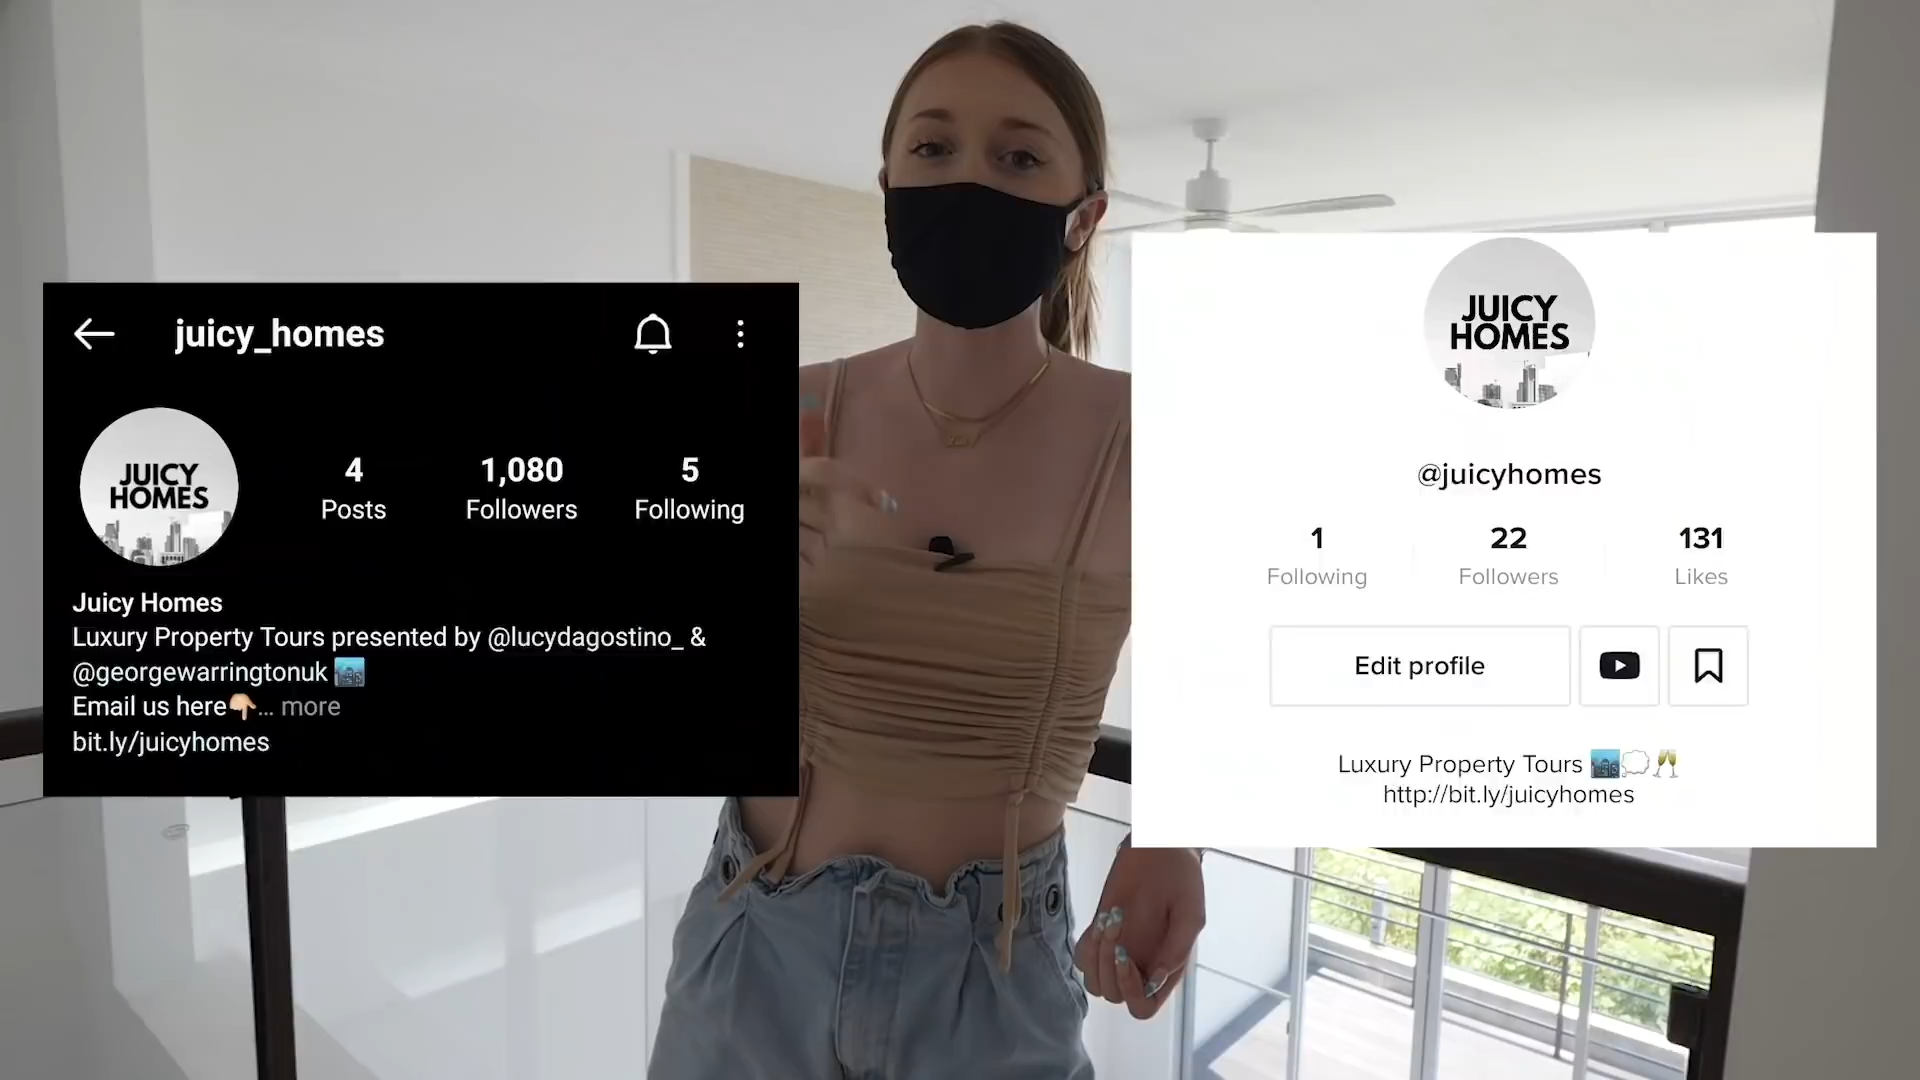 juicy_homes
JUICY
HOMES
4
Posts
1,080
Followers
5
Following
Juicy Homes
Luxury Property Tours presented by @lucydagostino_ &
@georgewarringtonuk 🏙
Email us here👇🏼... more
bit.ly/juicyhomes
JUICY
HOMES
@juicyhomes
1
Following
22
Followers
131
Likes
Edit profile
Luxury Property Tours 🏙💭🥂
http://bit.ly/juicyhomes